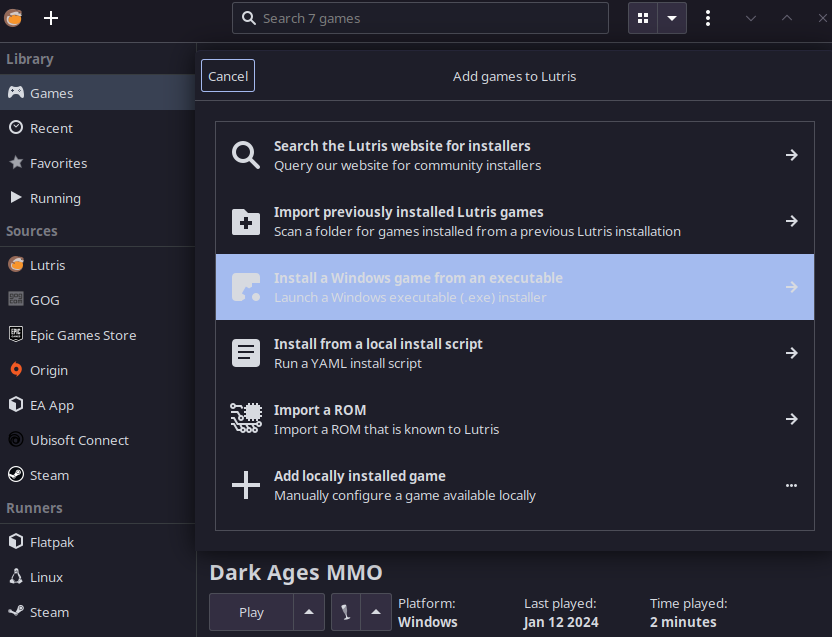 Search 7 games
Library
Cancel
Add games to Lutris
Games
Recent
Favorites
Running
Sources
Lutris
GOG
Epic Games Store
Origin
EA App
Ubisoft Connect
Steam
Runners
Flatpak
Linux
Steam
Search the Lutris website for installers
Query our website for community installers
Import previously installed Lutris games
Scan a folder for games installed from a previous Lutris installation
Install a Windows game from an executable
Launch a Windows executable (.exe) installer
Install from a local install script
Run a YAML install script
Import a ROM
Import a ROM that is known to Lutris
Add locally installed game
Manually configure a game available locally
Dark Ages MMO
Play
Platform:
Windows
Last played:
Jan 12 2024
Time played:
2 minutes